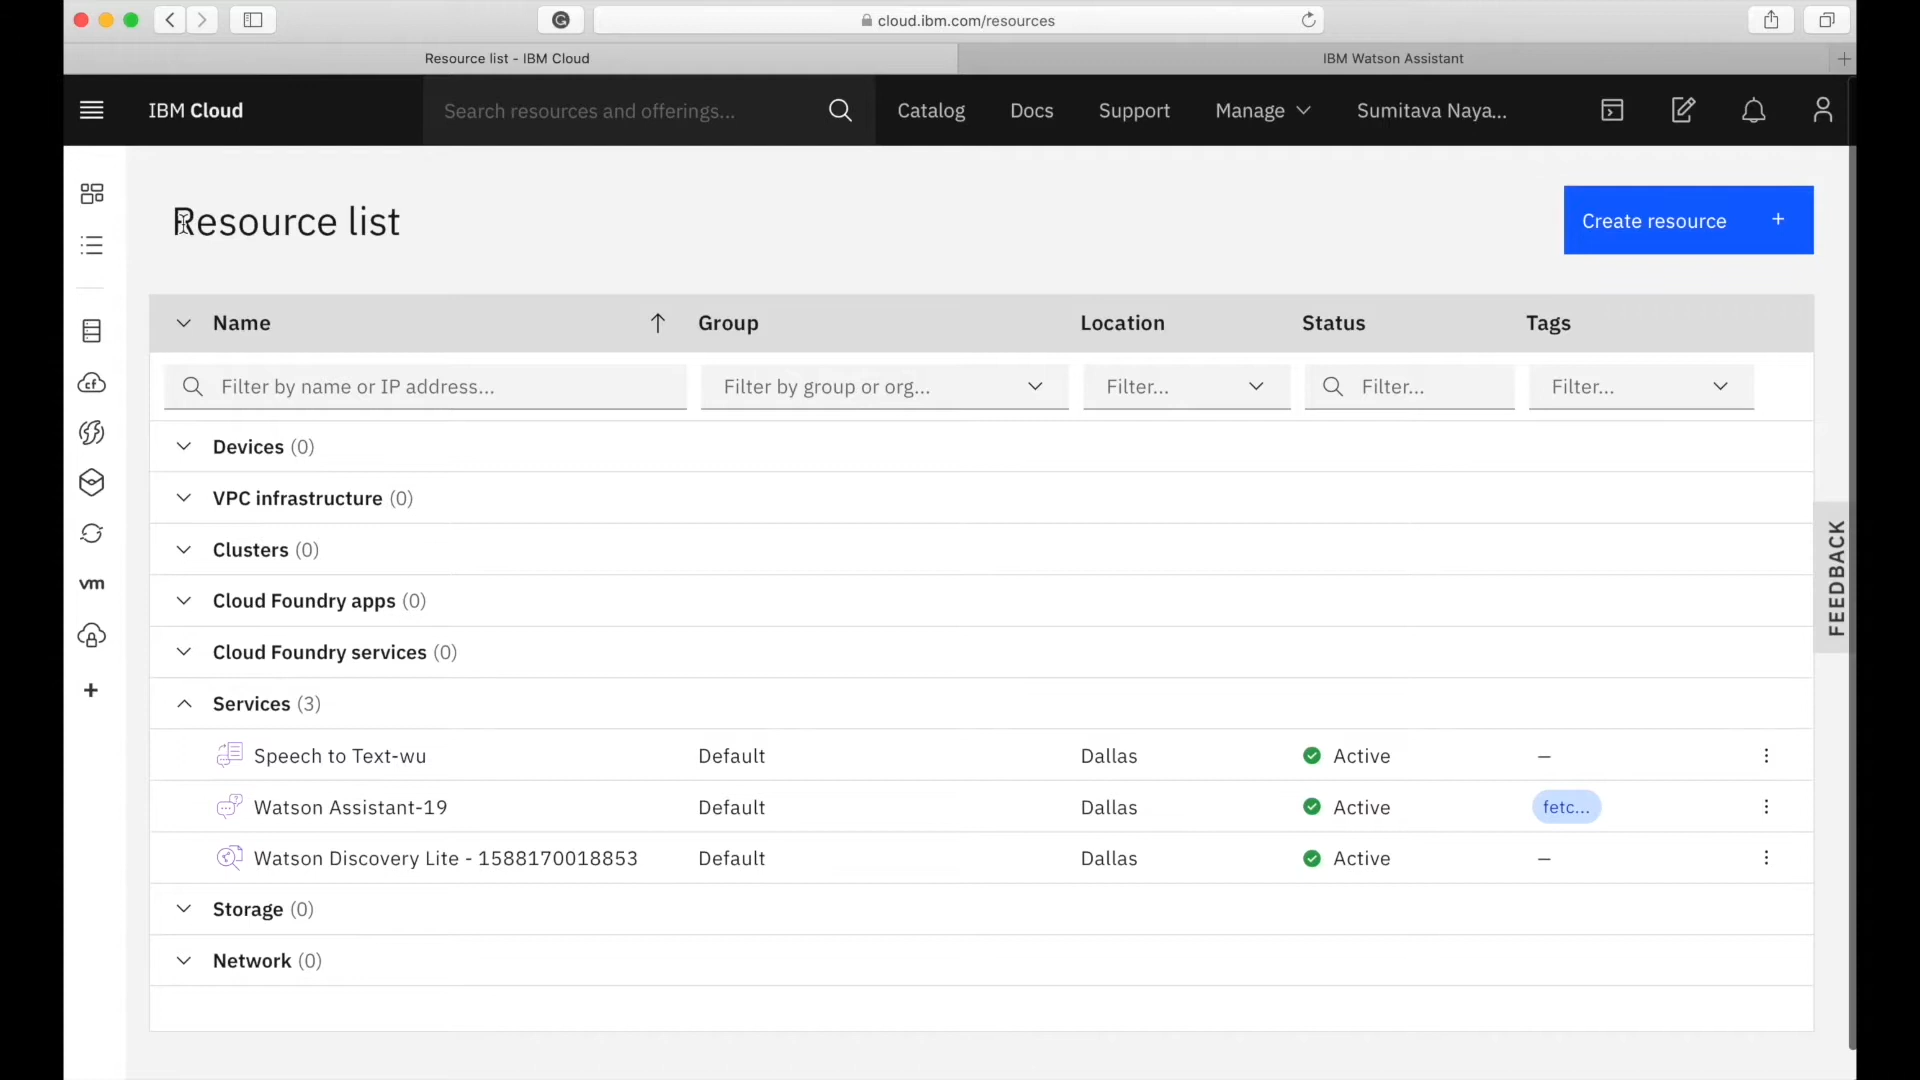 cloud.ibm.com/resources
Resource list - IBM Cloud
IBM Watson Assistant
IBM Cloud
Search resources and offerings...
Catalog
Docs
Support
Manage
Sumitava Naya...
Resource list
Create resource +
Name
Group
Location
Status
Tags
Filter by name or IP address...
Filter by group or org...
Filter...
Filter...
Filter...
Devices (0)
VPC infrastructure (0)
Clusters (0)
Cloud Foundry apps (0)
Cloud Foundry services (0)
Services (3)
Speech to Text-wu Default Dallas Active –
Watson Assistant-19 Default Dallas Active fetc...
Watson Discovery Lite - 1588170018853 Default Dallas Active –
Storage (0)
Network (0)
cf
vm
FEEDBACK